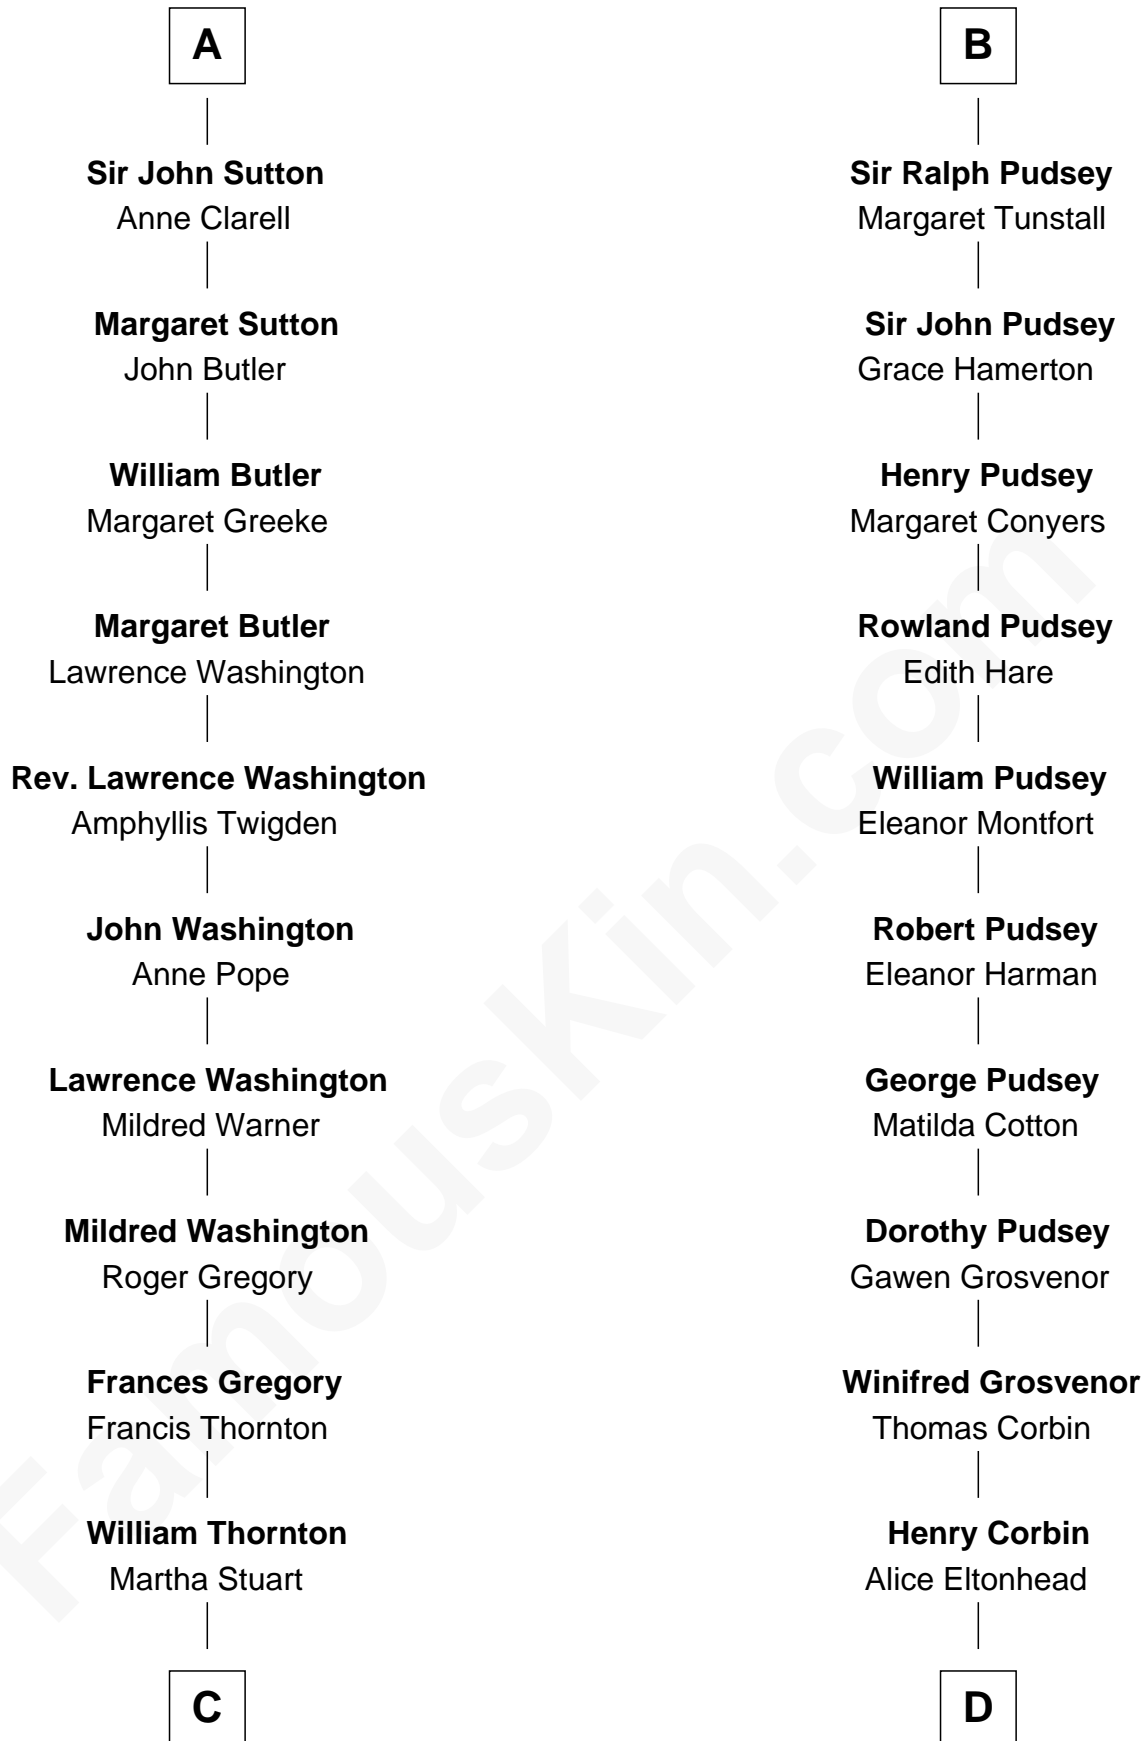 A
Sir John Sutton
Anne Clarell
Margaret Sutton
John Butler
William Butler
Margaret Greeke
Margaret Butler
Lawrence Washington
Rev. Lawrence Washington
Amphyllis Twigden
John Washington
Anne Pope
Lawrence Washington
Mildred Warner
Mildred Washington
Roger Gregory
Frances Gregory
Francis Thornton
William Thornton
Martha Stuart
C
B
Sir Ralph Pudsey
Margaret Tunstall
Sir John Pudsey
Grace Hamerton
Henry Pudsey
Margaret Conyers
Rowland Pudsey
Edith Hare
William Pudsey
Eleanor Montfort
Robert Pudsey
Eleanor Harman
George Pudsey
Matilda Cotton
Dorothy Pudsey
Gawen Grosvenor
Winifred Grosvenor
Thomas Corbin
Henry Corbin
Alice Eltonhead
D
FamousKin.com